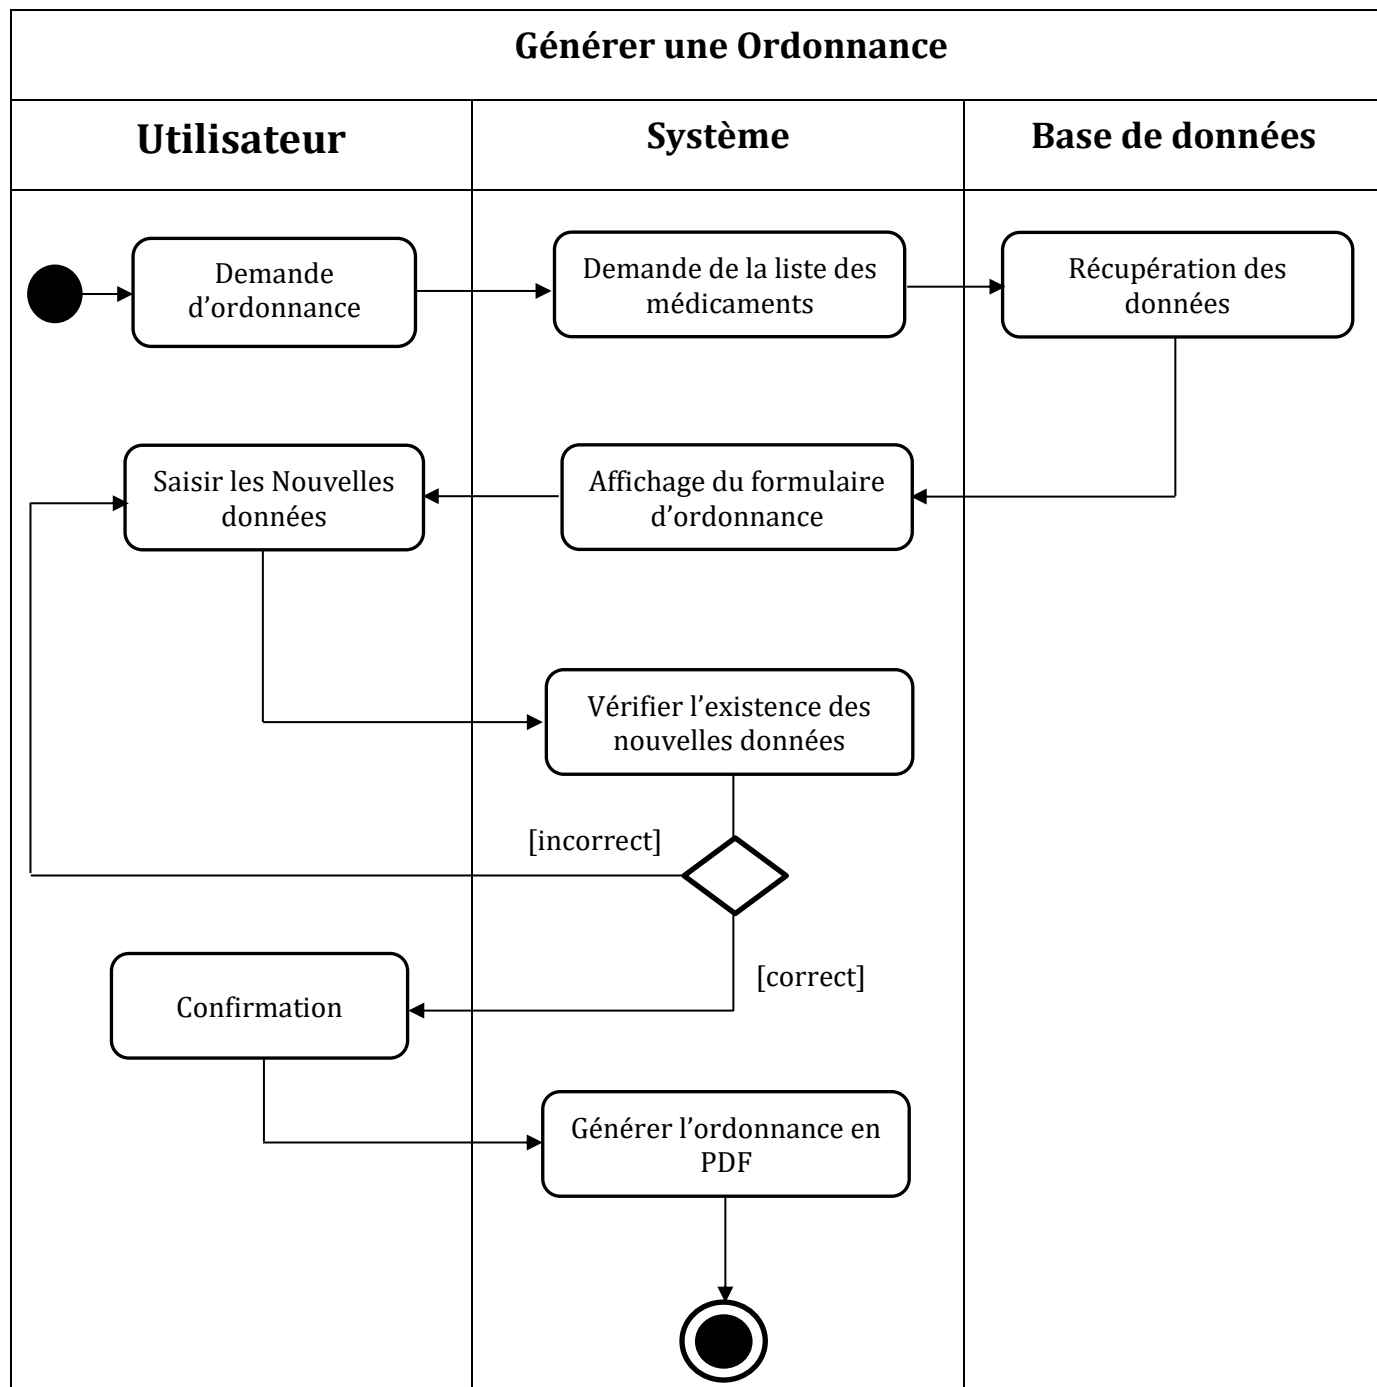 Générer une Ordonnance
Utilisateur
Système
Base de données
Demande
d’ordonnance
Demande de la liste des
médicaments
Récupération des
données
Saisir les Nouvelles
données
Affichage du formulaire
d’ordonnance
Vérifier l’existence des
nouvelles données
[incorrect]
[correct]
Confirmation
Générer l’ordonnance en
PDF